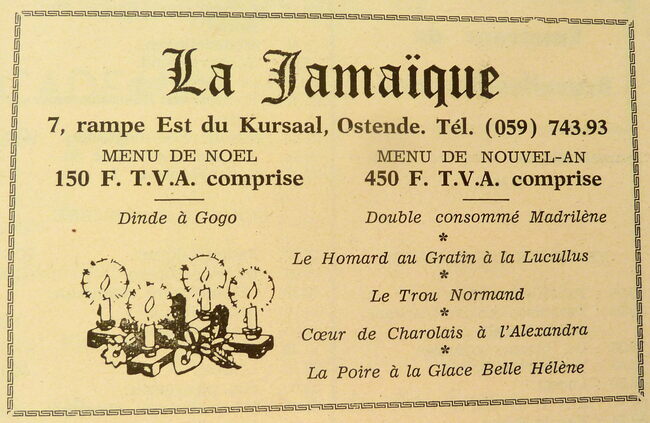 La Jamaïque
7, rampe Est du Kursaal, Ostende. Tél. (059) 743.93
MENU DE NOEL
150 F. T.V.A. comprise
Dinde à Gogo
MENU DE NOUVEL-AN
450 F. T.V.A. comprise
Double consommé Madrilène
*
Le Homard au Gratin à la Lucullus
*
Le Trou Normand
*
Cœur de Charolais à l'Alexandra
*
La Poire à la Glace Belle Hélène